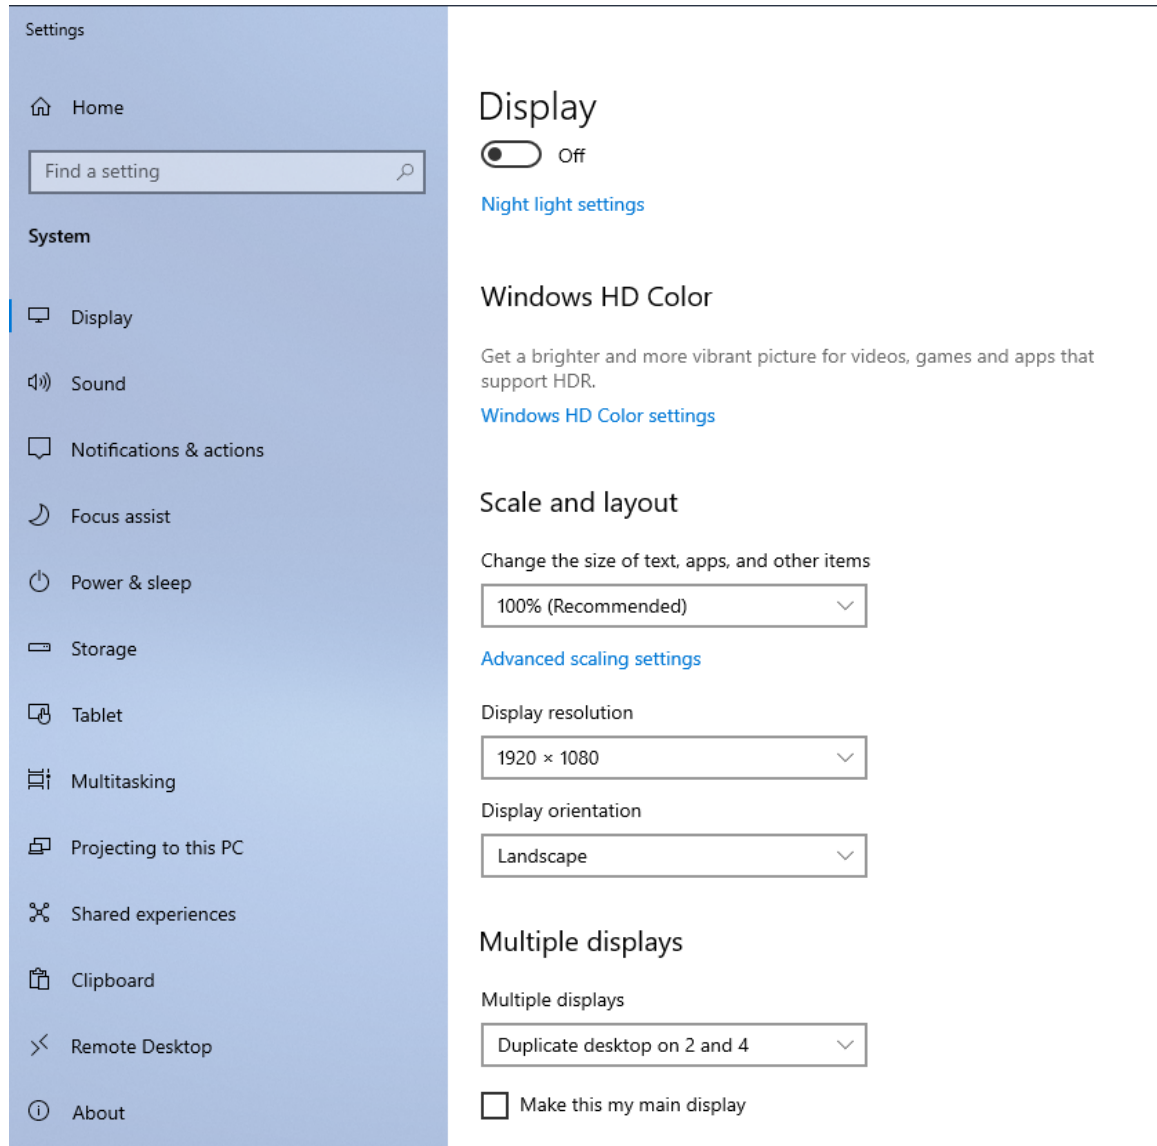 Settings
Home
Find a setting
System
Display
Sound
Notifications & actions
Focus assist
Power & sleep
Storage
Tablet
Multitasking
Projecting to this PC
Shared experiences
Clipboard
Remote Desktop
About
Display
Off
Night light settings
Windows HD Color
Get a brighter and more vibrant picture for videos, games and apps that
support HDR.
Windows HD Color settings
Scale and layout
Change the size of text, apps, and other items
100% (Recommended)
Advanced scaling settings
Display resolution
1920 × 1080
Display orientation
Landscape
Multiple displays
Multiple displays
Duplicate desktop on 2 and 4
Make this my main display